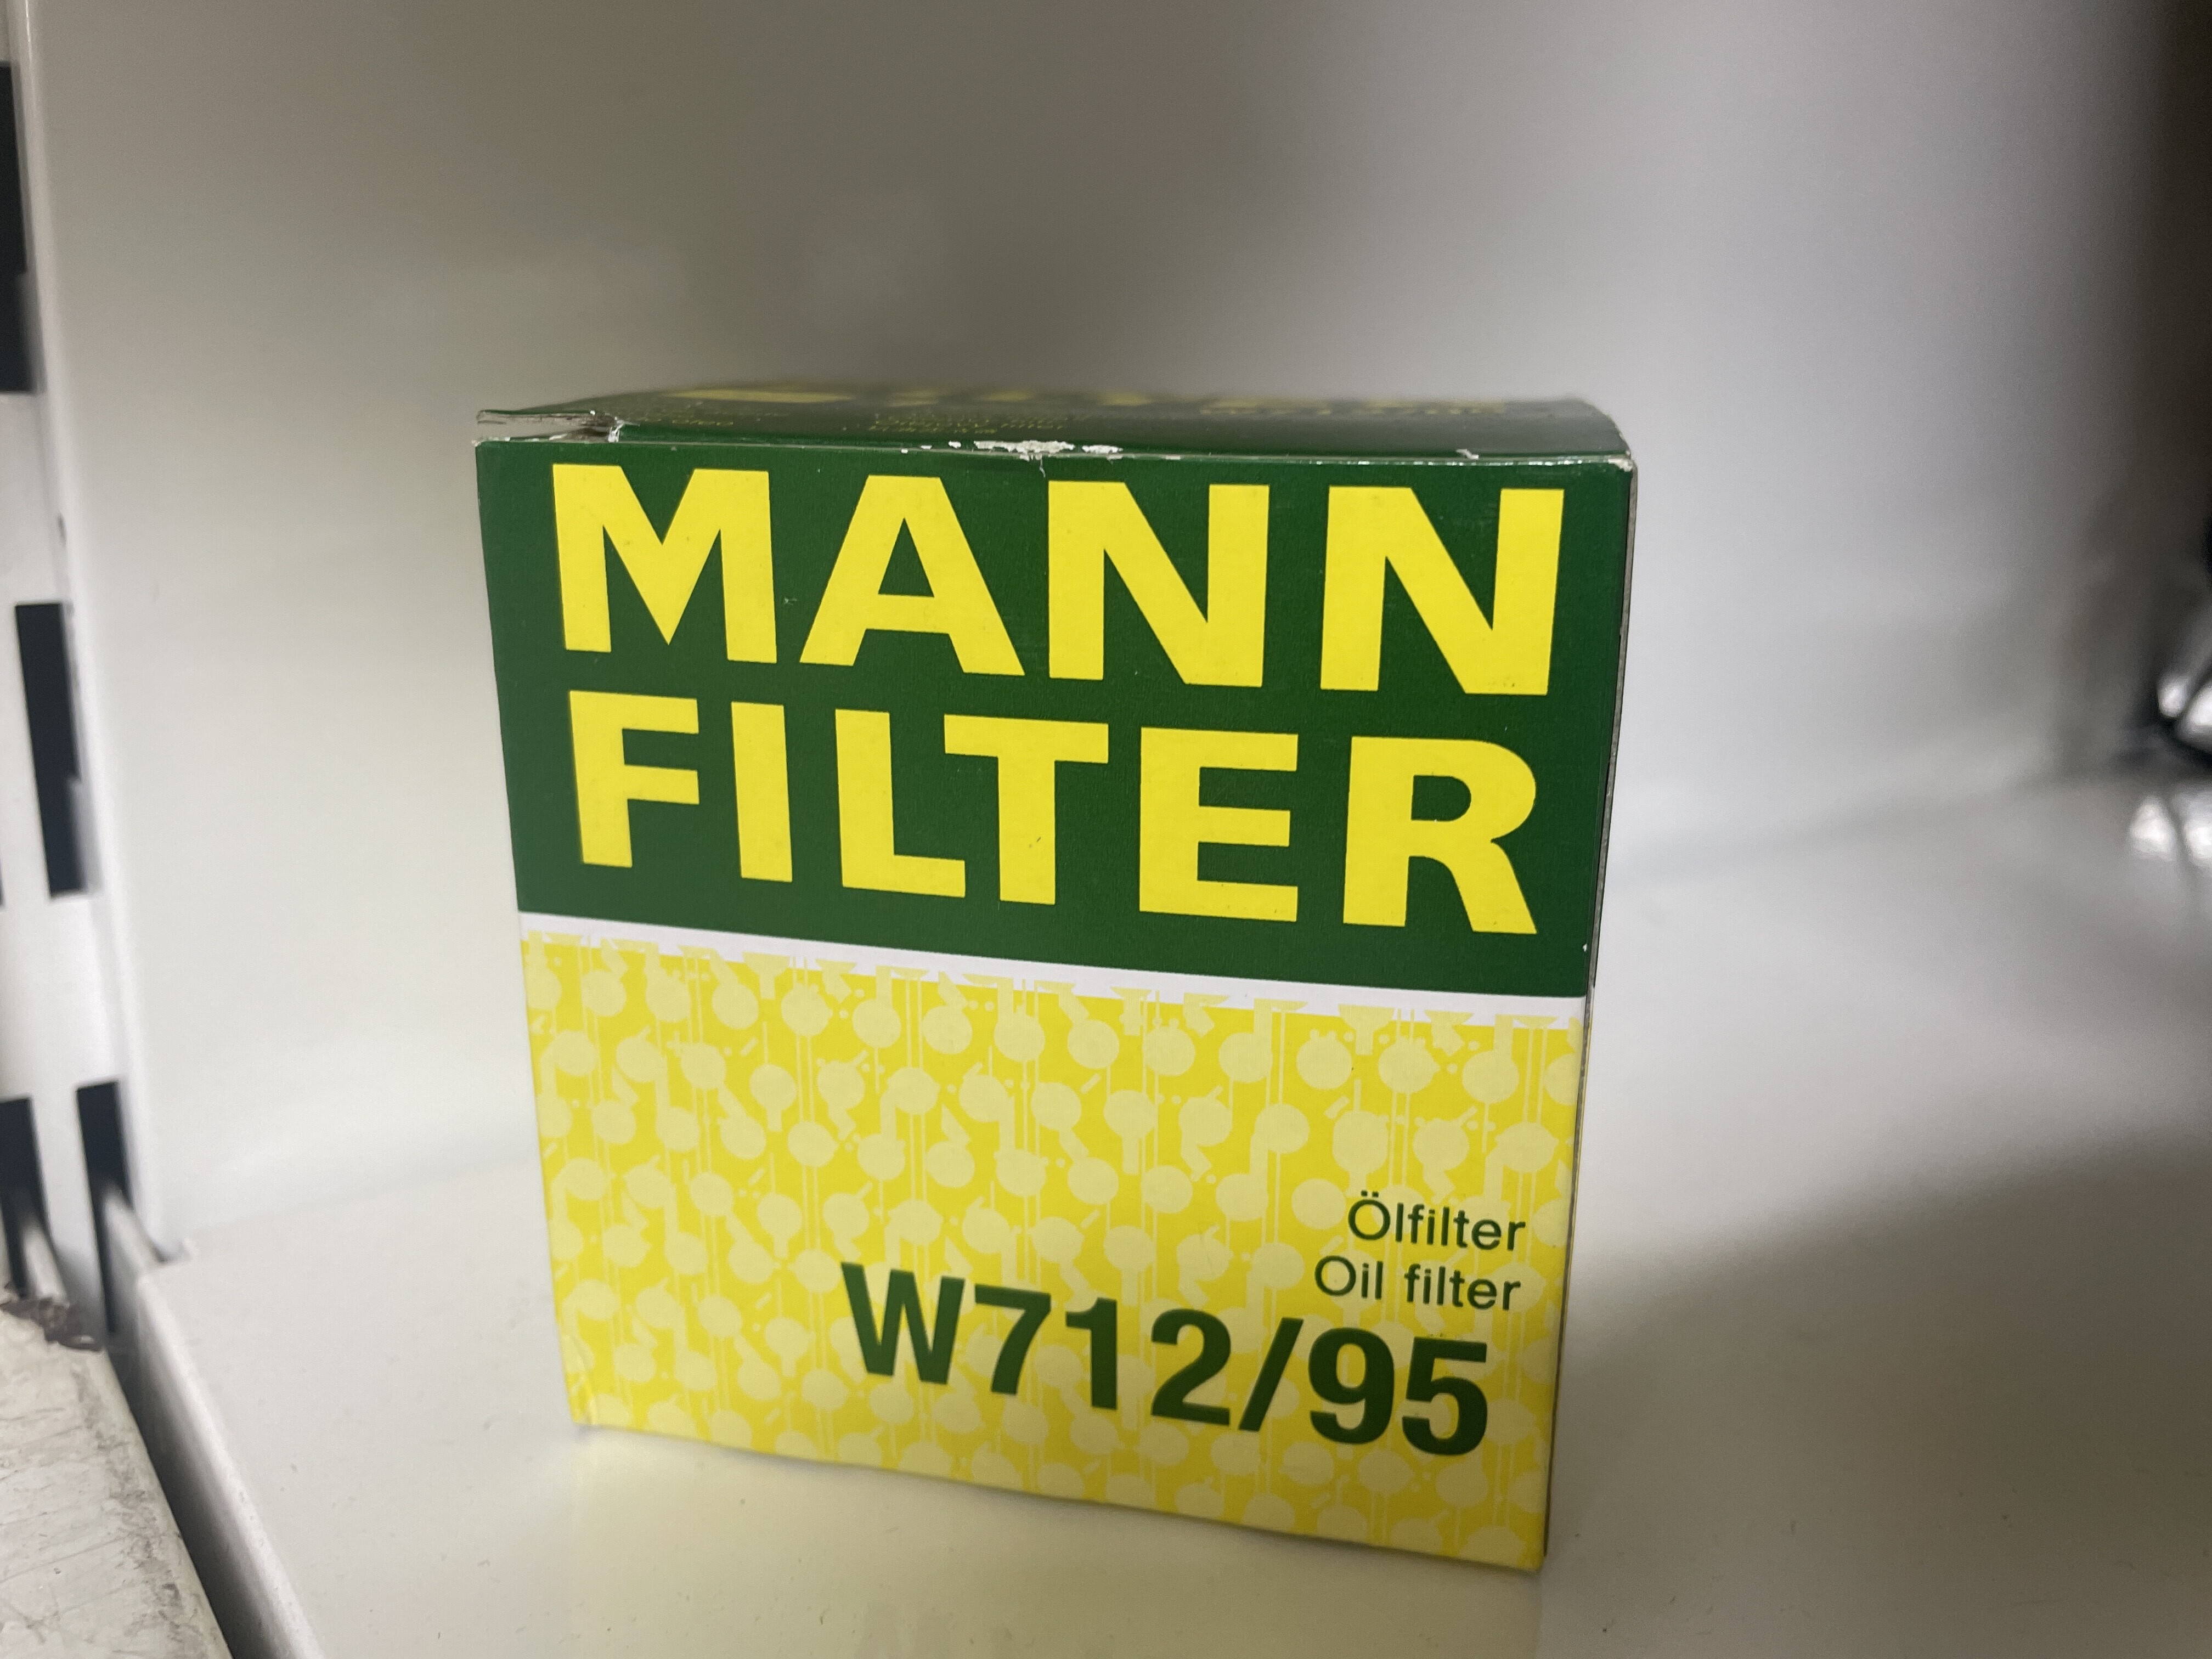 MANN
FILTER
Ölfilter
Oil filter
W712/95